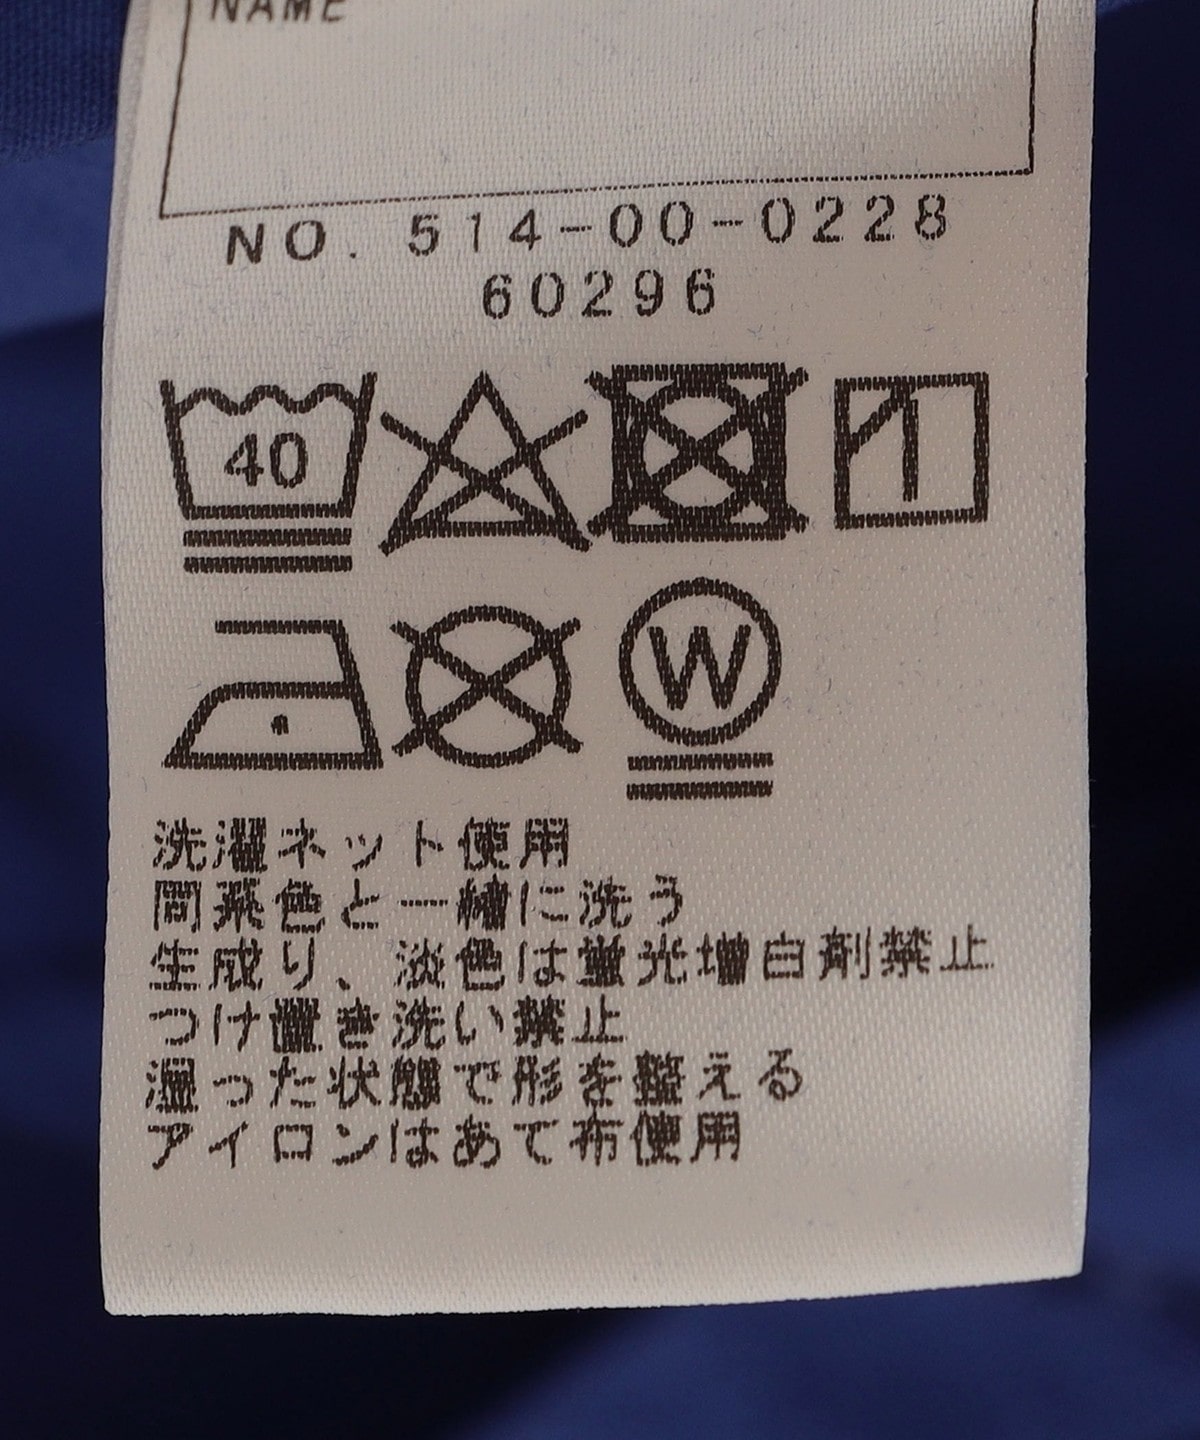 NAME
NO. 514-00-0228
60296
40
W
洗濯ネット使用
同系色と一緒に洗う
生成り、淡色は蛍光増白剤禁止
つけ置き洗い禁止
湿った状態で形を整える
アイロンはあて布使用